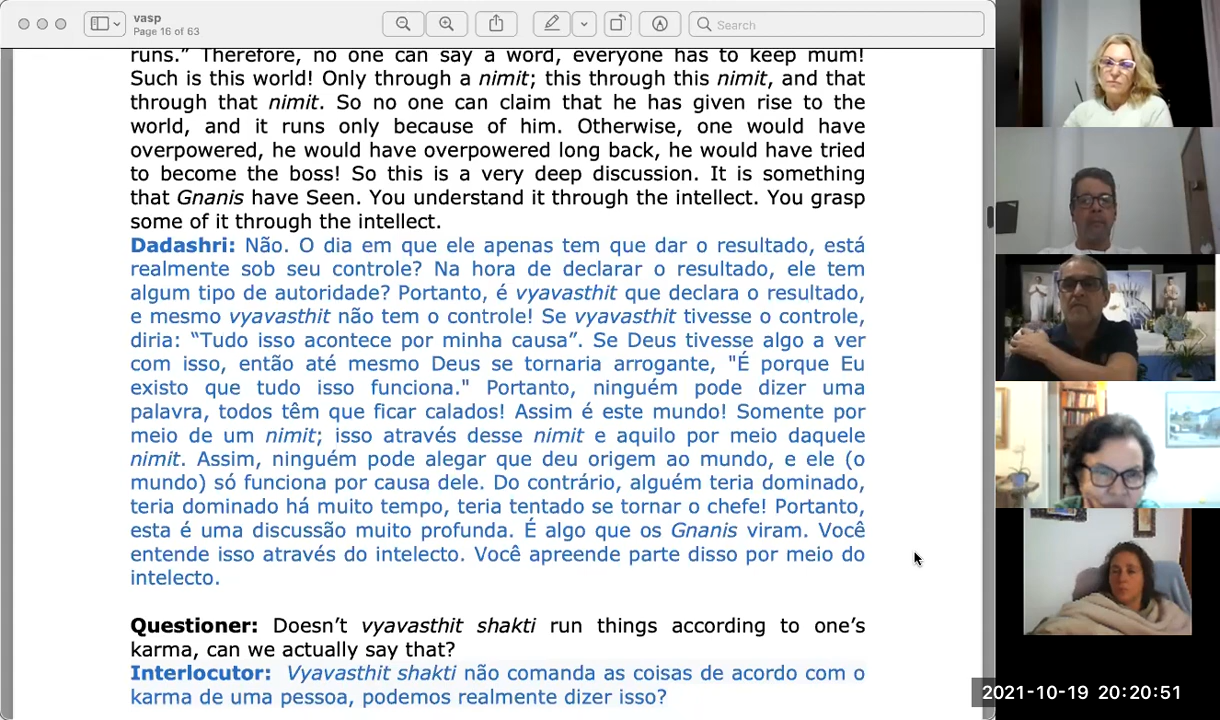 vasp
Page 16 of 63
Search
runs.” Therefore, no one can say a word, everyone has to keep mum!
Such is this world! Only through a nimit; this through this nimit, and that
through that nimit. So no one can claim that he has given rise to the
world, and it runs only because of him. Otherwise, one would have
overpowered, he would have overpowered long back, he would have tried
to become the boss! So this is a very deep discussion. It is something
that Gnanis have Seen. You understand it through the intellect. You grasp
some of it through the intellect.
Dadashri: Não. O dia em que ele apenas tem que dar o resultado, está
realmente sob seu controle? Na hora de declarar o resultado, ele tem
algum tipo de autoridade? Portanto, é vyavasthit que declara o resultado,
e mesmo vyavasthit não tem o controle! Se vyavasthit tivesse o controle,
diria: “Tudo isso acontece por minha causa”. Se Deus tivesse algo a ver
com isso, então até mesmo Deus se tornaria arrogante, "É porque Eu
existo que tudo isso funciona." Portanto, ninguém pode dizer uma
palavra, todos têm que ficar calados! Assim é este mundo! Somente por
meio de um nimit; isso através desse nimit e aquilo por meio daquele
nimit. Assim, ninguém pode alegar que deu origem ao mundo, e ele (o
mundo) só funciona por causa dele. Do contrário, alguém teria dominado,
teria dominado há muito tempo, teria tentado se tornar o chefe! Portanto,
esta é uma discussão muito profunda. É algo que os Gnanis viram. Você
entende isso através do intelecto. Você apreende parte disso por meio do
intelecto.
Questioner: Doesn’t vyavasthit shakti run things according to one’s
karma, can we actually say that?
Interlocutor: Vyavasthit shakti não comanda as coisas de acordo com o
karma de uma pessoa, podemos realmente dizer isso?
2021-10-19 20:20:51